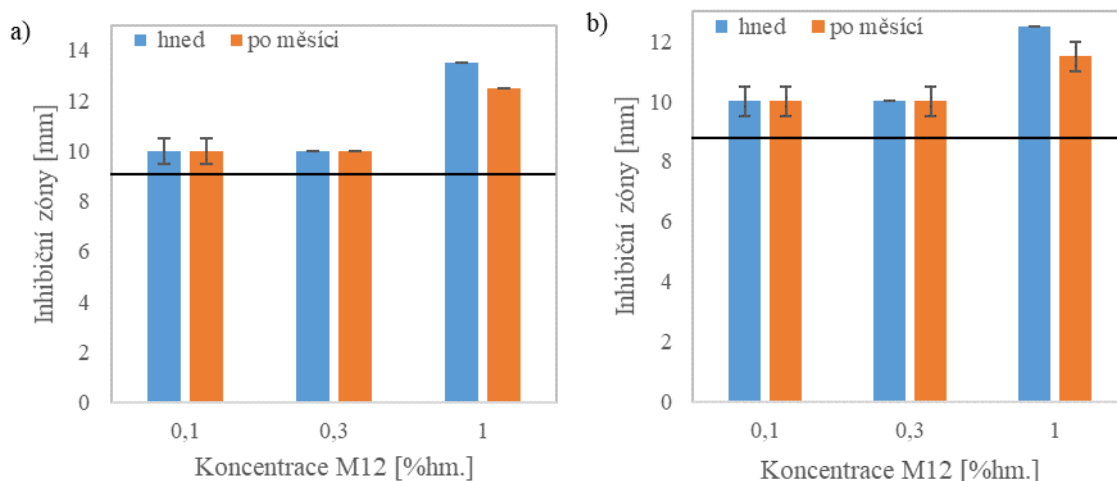 a)
hned po měsíci
Inhibiční zóny [mm]
14
12
10
8
6
4
2
0
0,1 0,3 1
Koncentrace M12 [%hm.]
b)
hned po měsící
Inhibiční zóny [mm]
12
10
8
6
4
2
0
0,1 0,3 1
Koncentrace M12 [%hm.]